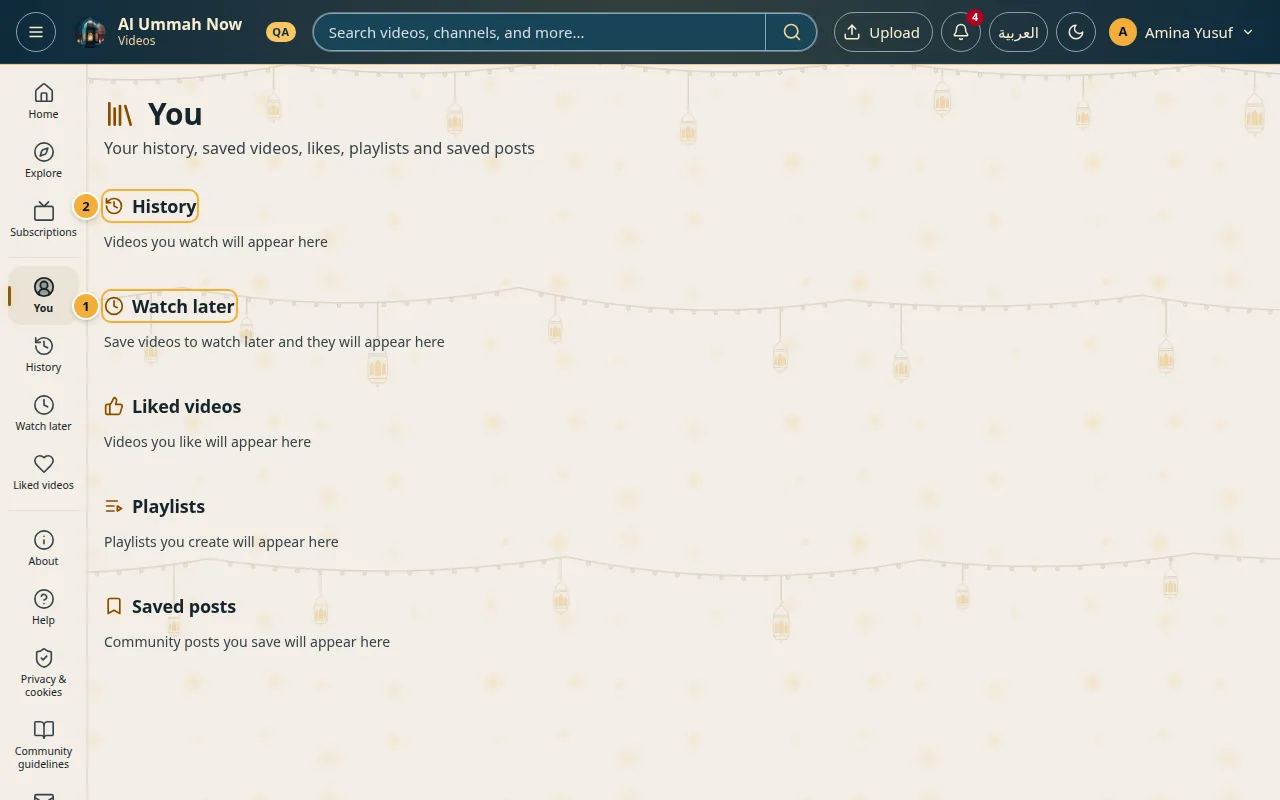 Al Ummah Now
Videos
QA
Search videos, channels, and more...
Upload
4
العربية
A
Amina Yusuf
Home
Explore
Subscriptions
You
History
Watch later
Liked videos
About
Help
Privacy &
cookies
Community
guidelines
You
Your history, saved videos, likes, playlists and saved posts
2
History
Videos you watch will appear here
1
Watch later
Save videos to watch later and they will appear here
Liked videos
Videos you like will appear here
Playlists
Playlists you create will appear here
Saved posts
Community posts you save will appear here